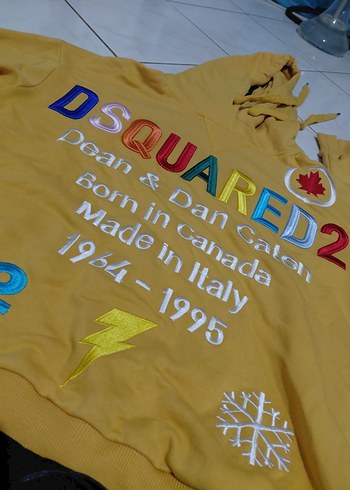 DSQUARED2
Dean & Dan Caten
Born in Canada
Made in Italy
1964 - 1995